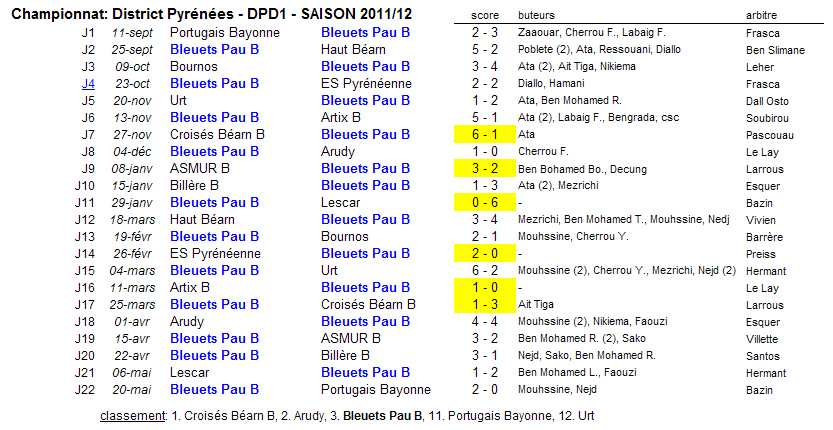 Championnat: District Pyrénées - DPD1 - SAISON 2011/12 score buteurs arbitre
J1 11-sept Portugais Bayonne Bleuets Pau B 2 - 3 Zaaouar, Cherrou F., Labaig F. Frasca
J2 25-sept Bleuets Pau B Haut Béarn 5 - 2 Poblete (2), Ata, Ressouani, Diallo Ben Slimane
J3 09-oct Bournos Bleuets Pau B 3 - 4 Ata (2), Ait Tiga, Nikiema Leher
J4 23-oct Bleuets Pau B ES Pyrénéenne 2 - 2 Diallo, Hamani Frasca
J5 20-nov Urt Bleuets Pau B 1 - 2 Ata, Ben Mohamed R. Dall Osto
J6 13-nov Bleuets Pau B Artix B 5 - 1 Ata (2), Labaig F., Bengrada, csc Soubirou
J7 27-nov Croisés Béarn B Bleuets Pau B 6 - 1 Ata Pascouau
J8 04-déc Bleuets Pau B Arudy 1 - 0 Cherrou F. Le Lay
J9 08-janv ASMUR B Bleuets Pau B 3 - 2 Ben Bohamed Bo., Decung Larrous
J10 15-janv Billère B Bleuets Pau B 1 - 3 Ata (2), Mezrichi Esquer
J11 29-janv Bleuets Pau B Lescar 0 - 6 - Bazin
J12 18-mars Haut Béarn Bleuets Pau B 3 - 4 Mezrichi, Ben Mohamed T., Mouhssine, Nedj Vivien
J13 19-févr Bleuets Pau B Bournos 2 - 1 Mouhssine, Cherrou Y. Barrère
J14 26-févr ES Pyrénéenne Bleuets Pau B 2 - 0 - Preiss
J15 04-mars Bleuets Pau B Urt 6 - 2 Mouhssine (2), Cherrou Y., Mezrichi, Nejd (2) Hermant
J16 11-mars Artix B Bleuets Pau B 1 - 0 - Le Lay
J17 25-mars Bleuets Pau B Croisés Béarn B 1 - 3 Ait Tiga Larrous
J18 01-avr Arudy Bleuets Pau B 4 - 4 Mouhssine (2), Nikiema, Faouzi Esquer
J19 15-avr Bleuets Pau B ASMUR B 3 - 2 Ben Mohamed R. (2), Sako Villette
J20 22-avr Bleuets Pau B Billère B 3 - 1 Nejd, Sako, Ben Mohamed R. Santos
J21 06-mai Lescar Bleuets Pau B 1 - 2 Ben Mohamed L., Faouzi Hermant
J22 20-mai Bleuets Pau B Portugais Bayonne 2 - 0 Mouhssine, Nejd Bazin
classement: 1. Croisés Béarn B, 2. Arudy, 3. Bleuets Pau B, 11. Portugais Bayonne, 12. Urt